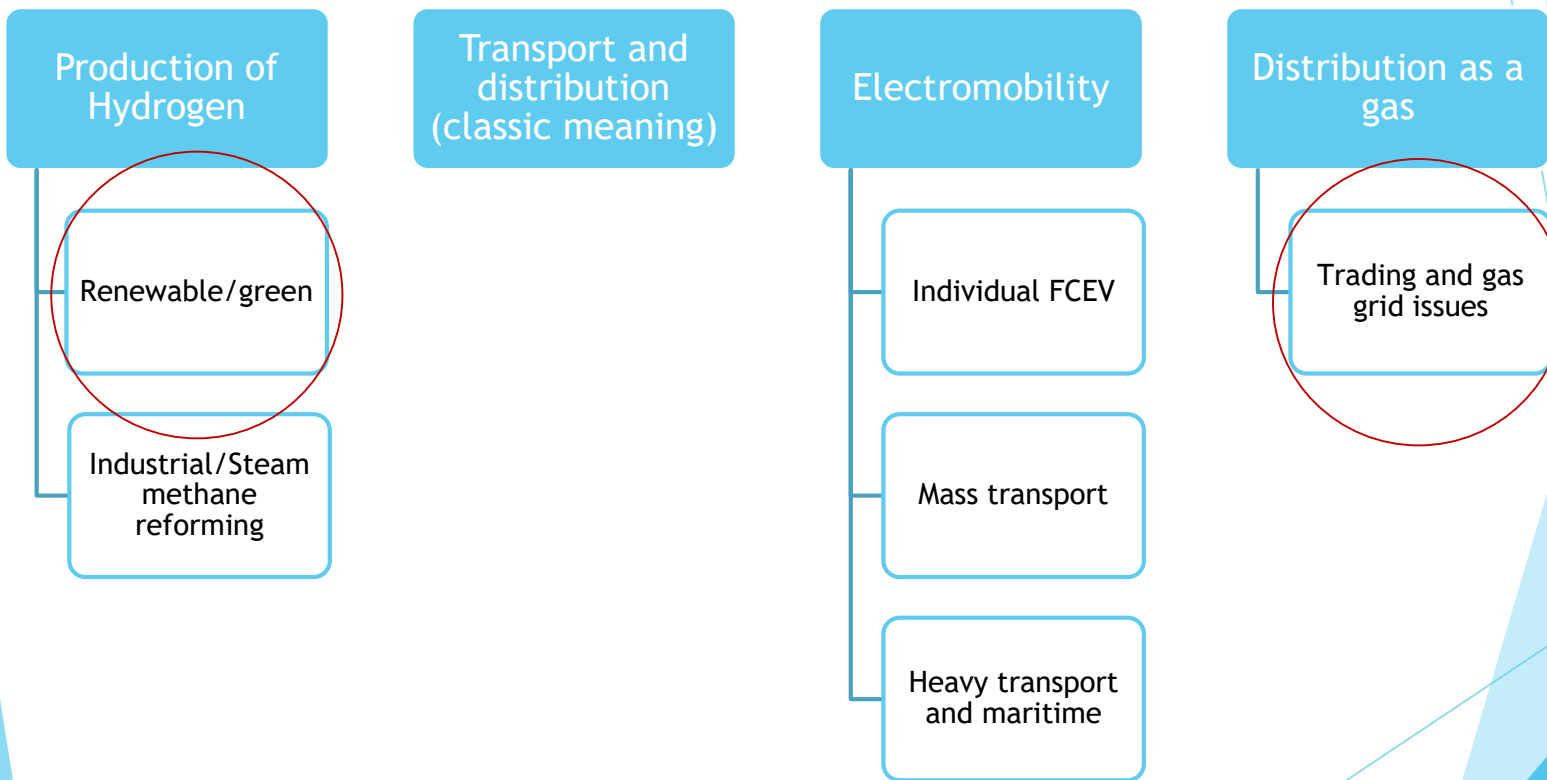 Production of
Hydrogen
Renewable/green
Industrial/Steam
methane
reforming
Transport and
distribution
(classic meaning)
Electromobility
Individual FCEV
Mass transport
Heavy transport
and maritime
Distribution as a
gas
Trading and gas
grid issues